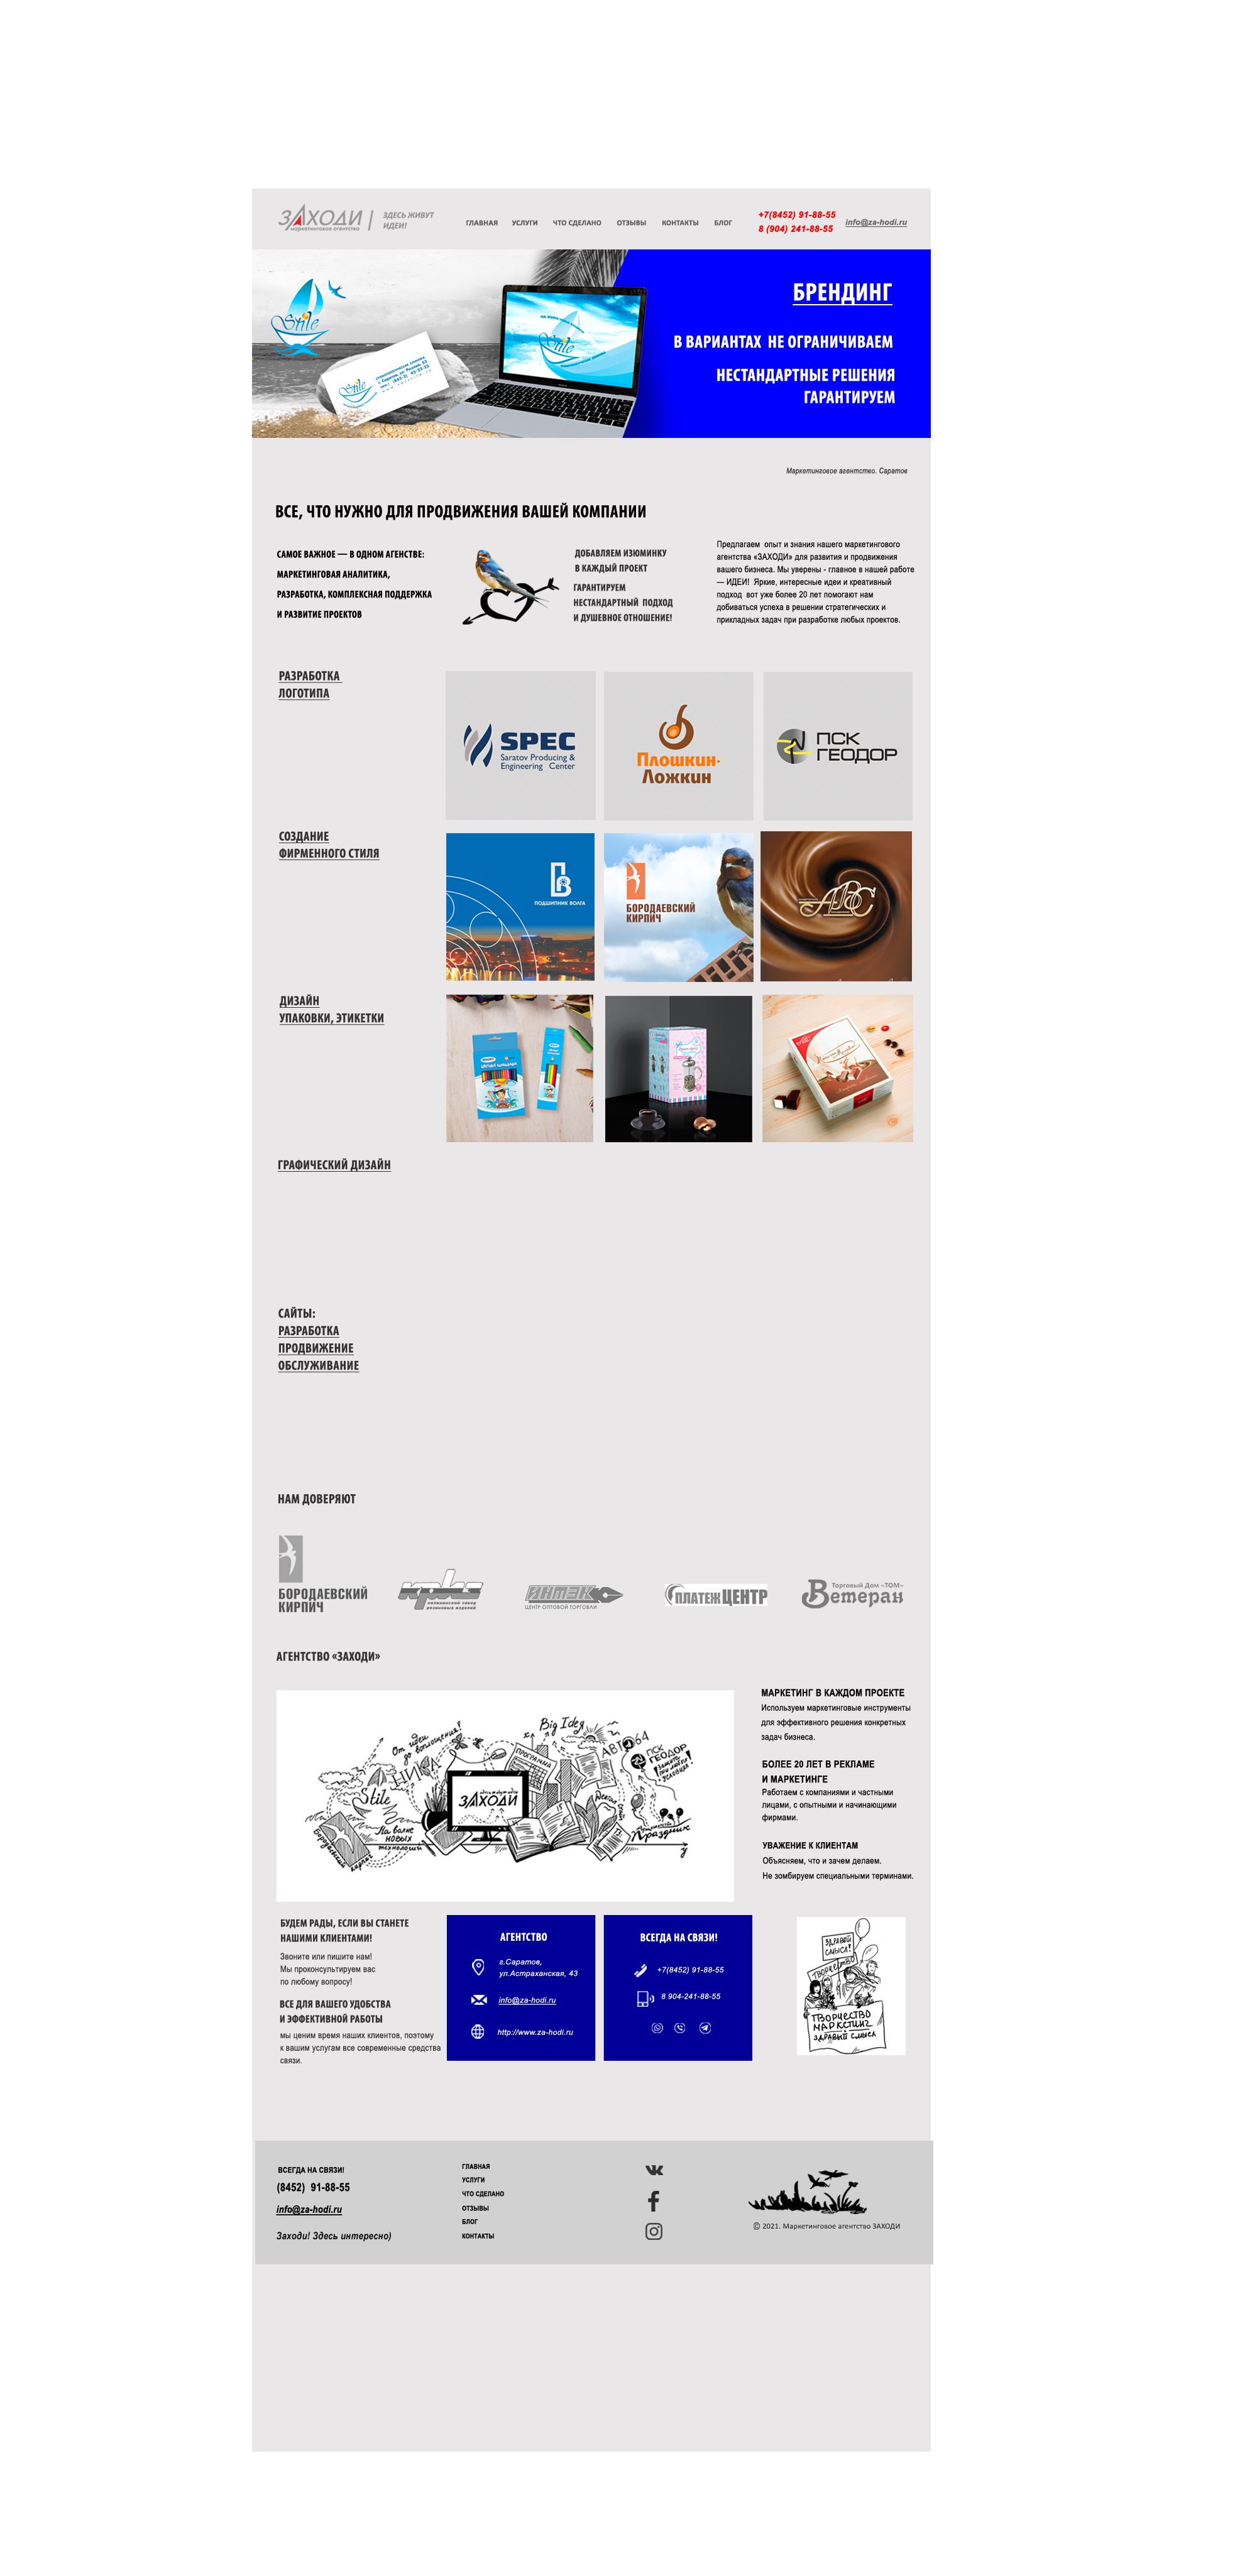 ЗАХОДИ
маркетинговое агентство
ЗДЕСЬ ЖИВУТ
ИДЕИ!
ГЛАВНАЯ УСЛУГИ ЧТО СДЕЛАНО ОТЗЫВЫ КОНТАКТЫ БЛОГ
+7(8452) 91-88-55
8 (904) 241-88-55
info@za-hodi.ru
Stile
Stile
Stile
БРЕНДИНГ
В ВАРИАНТАХ НЕ ОГРАНИЧИВАЕМ
НЕСТАНДАРТНЫЕ РЕШЕНИЯ
ГАРАНТИРУЕМ
Маркетинговое агентство. Саратов
ВСЕ, ЧТО НУЖНО ДЛЯ ПРОДВИЖЕНИЯ ВАШЕЙ КОМПАНИИ
САМОЕ ВАЖНОЕ — В ОДНОМ АГЕНСТВЕ:
МАРКЕТИНГОВАЯ АНАЛИТИКА,
РАЗРАБОТКА, КОМПЛЕКСНАЯ ПОДДЕРЖКА
И РАЗВИТИЕ ПРОЕКТОВ
ДОБАВЛЯЕМ ИЗЮМИНКУ
В КАЖДЫЙ ПРОЕКТ
ГАРАНТИРУЕМ
НЕСТАНДАРТНЫЙ ПОДХОД
И ДУШЕВНОЕ ОТНОШЕНИЕ!
Предлагаем опыт и знания нашего маркетингового
агентства «ЗАХОДИ» для развития и продвижения
вашего бизнеса. Мы уверены - главное в нашей работе
— ИДЕИ! Яркие, интересные идеи и креативный
подход вот уже более 20 лет помогают нам
добиваться успеха в решении стратегических и
прикладных задач при разработке любых проектов.
РАЗРАБОТКА
ЛОГОТИПА
SPEC
Saratov Producing &
Engineering Center
Плошкин-
Ложкин
ПСК
ГЕОДОР
СОЗДАНИЕ
ФИРМЕННОГО СТИЛЯ
ПОДШИПНИК ВОЛГА
БОРОДАЕВСКИЙ
КИРПИЧ
АВС
ДИЗАЙН
УПАКОВКИ, ЭТИКЕТКИ
ГРАФИЧЕСКИЙ ДИЗАЙН
САЙТЫ:
РАЗРАБОТКА
ПРОДВИЖЕНИЕ
ОБСЛУЖИВАНИЕ
НАМ ДОВЕРЯЮТ
БОРОДАЕВСКИЙ
КИРПИЧ
ИНТЭК
ЦЕНТР ОПТОВОЙ ТОРГОВЛИ
ПЛАТЕЖЦЕНТР
Торговый Дом «ТОМ»
Ветеран
АГЕНТСТВО «ЗАХОДИ»
От идеи
до воплощения!
Big Idea
ПРОГРАММА
АВТО64
ПСК
ГЕОДОР
НИКА
Stile
ЗАХОДИ
На волне
новых
технологий
Праздник
МАРКЕТИНГ В КАЖДОМ ПРОЕКТЕ
Используем маркетинговые инструменты
для эффективного решения конкретных
задач бизнеса.
БОЛЕЕ 20 ЛЕТ В РЕКЛАМЕ
И МАРКЕТИНГЕ
Работаем с компаниями и частными
лицами, с опытными и начинающими
фирмами.
УВАЖЕНИЕ К КЛИЕНТАМ
Объясняем, что и зачем делаем.
Не зомбируем специальными терминами.
БУДЕМ РАДЫ, ЕСЛИ ВЫ СТАНЕТЕ
НАШИМИ КЛИЕНТАМИ!
Звоните или пишите нам!
Мы проконсультируем вас
по любому вопросу!
ВСЕ ДЛЯ ВАШЕГО УДОБСТВА
И ЭФФЕКТИВНОЙ РАБОТЫ
мы ценим время наших клиентов, поэтому
к вашим услугам все современные средства
связи.
АГЕНТСТВО
г.Саратов,
ул.Астраханская, 43
info@za-hodi.ru
http://www.za-hodi.ru
ВСЕГДА НА СВЯЗИ!
+7(8452) 91-88-55
8 904-241-88-55
ЗДРАВЫЙ
СМЫСЛ!
ТВОРЧЕСТВО
ТВОРЧЕСТВО
МАРКЕТИНГ
ЗДРАВЫЙ СМЫСЛ
ВСЕГДА НА СВЯЗИ!
(8452) 91-88-55
info@za-hodi.ru
Заходи! Здесь интересно)
ГЛАВНАЯ
УСЛУГИ
ЧТО СДЕЛАНО
ОТЗЫВЫ
БЛОГ
КОНТАКТЫ
© 2021. Маркетинговое агентство ЗАХОДИ